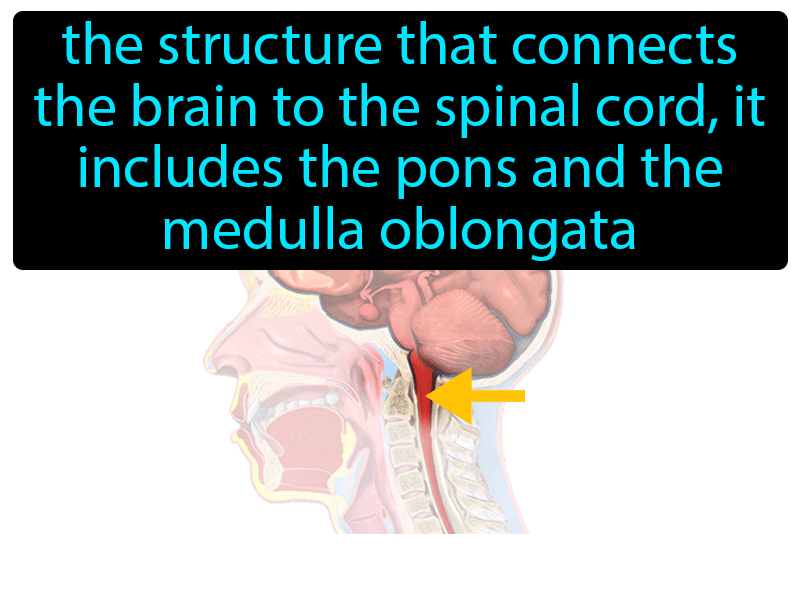 the structure that connects
the brain to the spinal cord, it
includes the pons and the
medulla oblongata